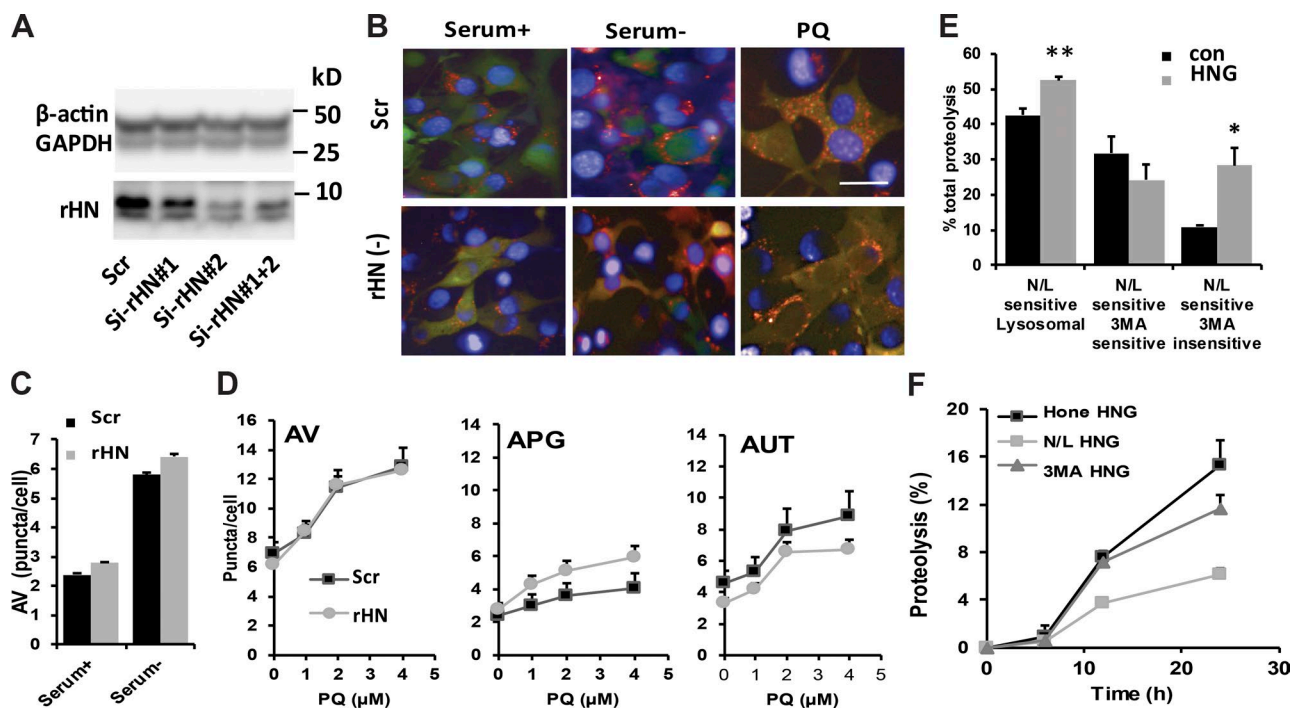 A
kD
β-actin
50
GAPDH
25
10
rHN
Scr
Si-rHN#1
Si-rHN#2
Si-rHN#1+2
B
Serum+
Serum-
PQ
Scr
rHN (-)
E
% total proteolysis
60
50
40
30
20
10
0
con
HNG
**
*
N/L
sensitive
Lysosomal
N/L
sensitive
3MA
sensitive
N/L
sensitive
3MA
insensitive
C
Scr
rHN
AV (puncta/cell)
7
6
5
4
3
2
1
0
Serum+
Serum-
D
Puncta/cell
16
14
12
10
8
6
4
2
0
AV
Scr
rHN
0 1 2 3 4 5
PQ (µM)
14
12
10
8
6
4
2
0
APG
0 1 2 3 4 5
PQ (µM)
14
12
10
8
6
4
2
0
AUT
0 1 2 3 4 5
PQ (µM)
F
Proteolysis (%)
20
16
12
8
4
0
Hone HNG
N/L HNG
3MA HNG
0 10 20 30
Time (h)